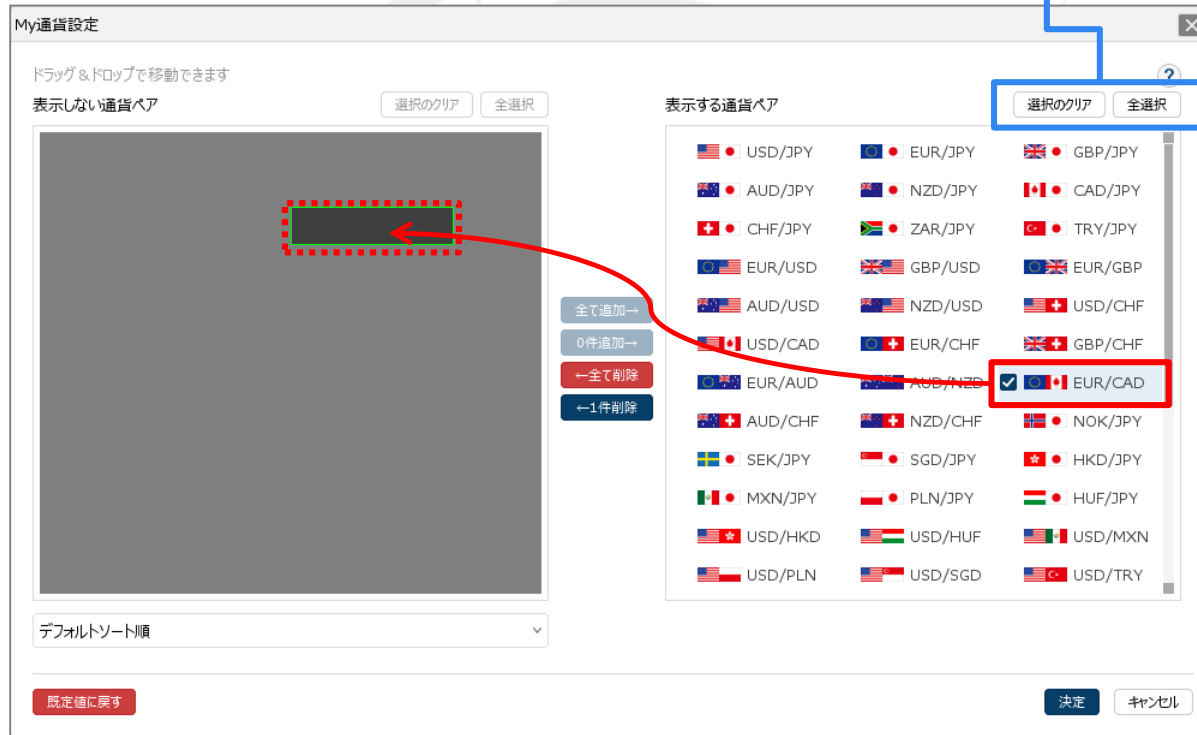 My通貨設定
ドラッグ&ドロップで移動できます
?
表示しない通貨ペア 選択のクリア 全選択
表示する通貨ペア 選択のクリア 全選択
USD/JPY EUR/JPY GBP/JPY
AUD/JPY NZD/JPY CAD/JPY
CHF/JPY ZAR/JPY TRY/JPY
EUR/USD GBP/USD EUR/GBP
AUD/USD NZD/USD USD/CHF
USD/CAD EUR/CHF GBP/CHF
EUR/AUD AUD/NZD EUR/CAD
AUD/CHF NZD/CHF NOK/JPY
SEK/JPY SGD/JPY HKD/JPY
MXN/JPY PLN/JPY HUF/JPY
USD/HKD USD/HUF USD/MXN
USD/PLN USD/SGD USD/TRY
全て追加→
0件追加→
←全て削除
←1件削除
デフォルトソート順
既定値に戻す
決定 キャンセル